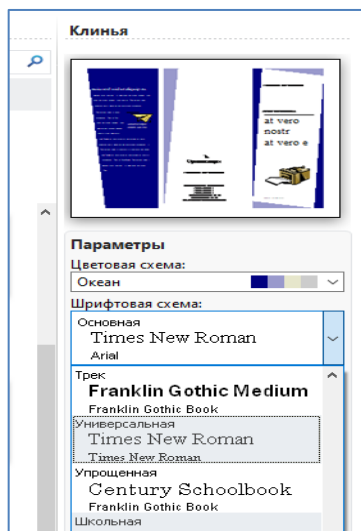 Клинья
at vero
nostr
at vero e
Параметры
Цветовая схема:
Океан
Шрифтовая схема:
Основная
Times New Roman
Arial
Трек
Franklin Gothic Medium
Franklin Gothic Book
Универсальная
Times New Roman
Times New Roman
Упрощенная
Century Schoolbook
Franklin Gothic Book
Школьная